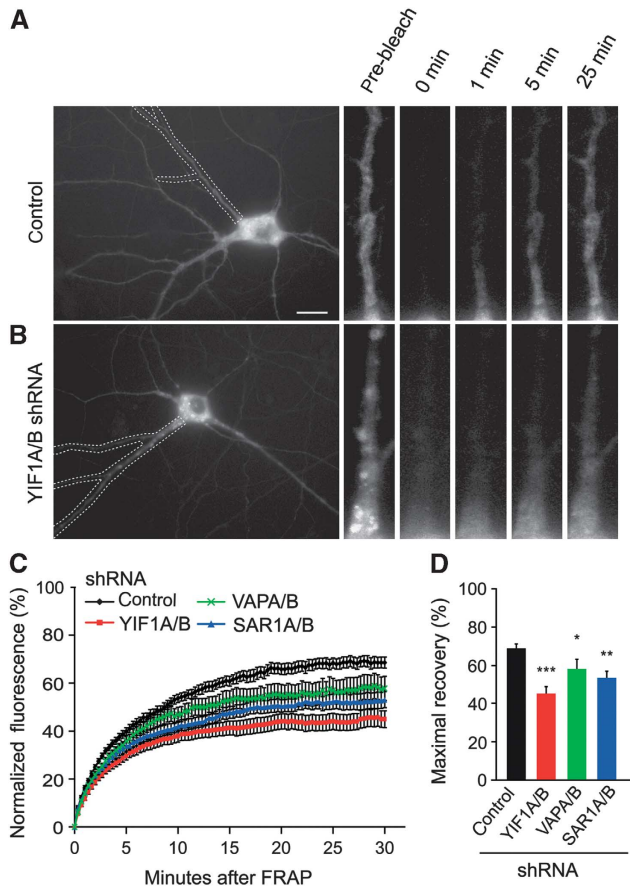 A
Pre-bleach
0 min
1 min
5 min
25 min
Control
B
YIF1A/B shRNA
C
shRNA
Control
VAPA/B
YIF1A/B
SAR1A/B
Normalized fluorescence (%)
100
80
60
40
20
0
0
5
10
15
20
25
30
Minutes after FRAP
D
Maximal recovery (%)
100
80
60
40
20
0
***
*
**
Control
YIF1A/B
VAPA/B
SAR1A/B
shRNA